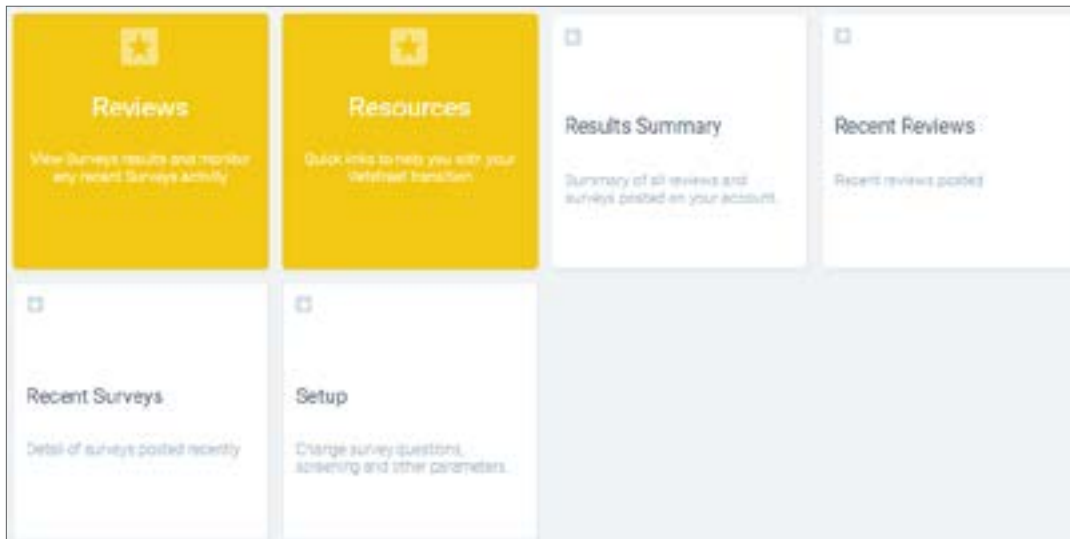 Reviews
View Surveys results and monitor
any recent Surveys activity
Resources
Quick links to help you with your
Vetstreet transition
Results Summary
Summary of all reviews and
surveys posted on your account.
Recent Reviews
Recent reviews posted
Recent Surveys
Detail of surveys posted recently
Setup
Change survey questions,
screening and other parameters.